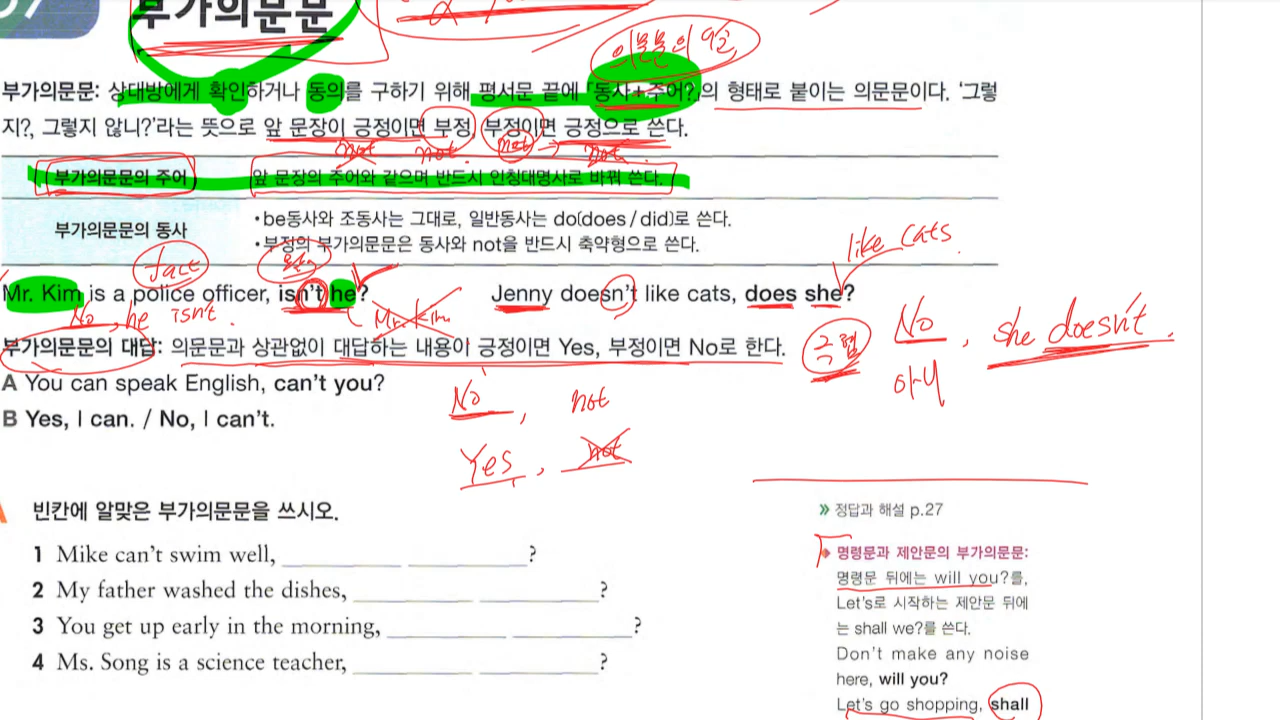 부가의문문
의문문의 역할
부가의문문: 상대방에게 확인하거나 동의를 구하기 위해 평서문 끝에 「동사+주어?」의 형태로 붙이는 의문문이다. ‘그렇
지?, 그렇지 않니?’라는 뜻으로 앞 문장이 긍정이면 부정, 부정이면 긍정으로 쓴다.
not not. not → not.
부가의문문의 주어 앞 문장의 주어와 같으며 반드시 인칭대명사로 바꿔 쓴다.
부가의문문의 동사
•be동사와 조동사는 그대로, 일반동사는 do(does / did)로 쓴다.
•부정의 부가의문문은 동사와 not을 반드시 축약형으로 쓴다.
like cats.
fact
Mr. Kim is a police officer, isn’t he? Jenny doesn’t like cats, does she?
No, he isn't. Mr. Kim No, she doesn't.
부가의문문의 대답: 의문문과 상관없이 대답하는 내용이 긍정이면 Yes, 부정이면 No로 한다.
아니
A You can speak English, can’t you?
No, not
B Yes, I can. / No, I can’t.
Yes, not
빈칸에 알맞은 부가의문문을 쓰시오.
1 Mike can’t swim well, ?
2 My father washed the dishes, ?
3 You get up early in the morning, ?
4 Ms. Song is a science teacher, ?
» 정답과 해설 p.27
명령문과 제안문의 부가의문문:
명령문 뒤에는 will you?를,
Let’s로 시작하는 제안문 뒤에
는 shall we?를 쓴다.
Don’t make any noise
here, will you?
Let’s go shopping, shall